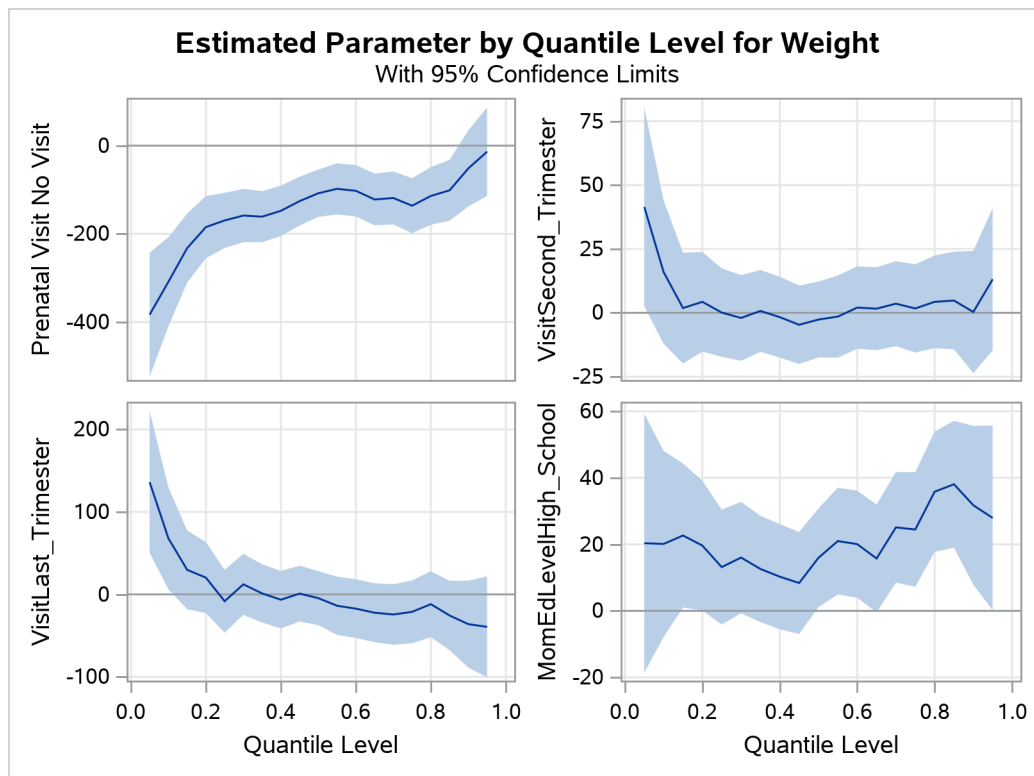 Estimated Parameter by Quantile Level for Weight
With 95% Confidence Limits
Prenatal Visit No Visit
0
-200
-400
VisitSecond_Trimester
75
50
25
0
-25
VisitLast_Trimester
200
100
0
-100
0.0 0.2 0.4 0.6 0.8 1.0
Quantile Level
MomEdLevelHigh_School
60
40
20
0
-20
0.0 0.2 0.4 0.6 0.8 1.0
Quantile Level